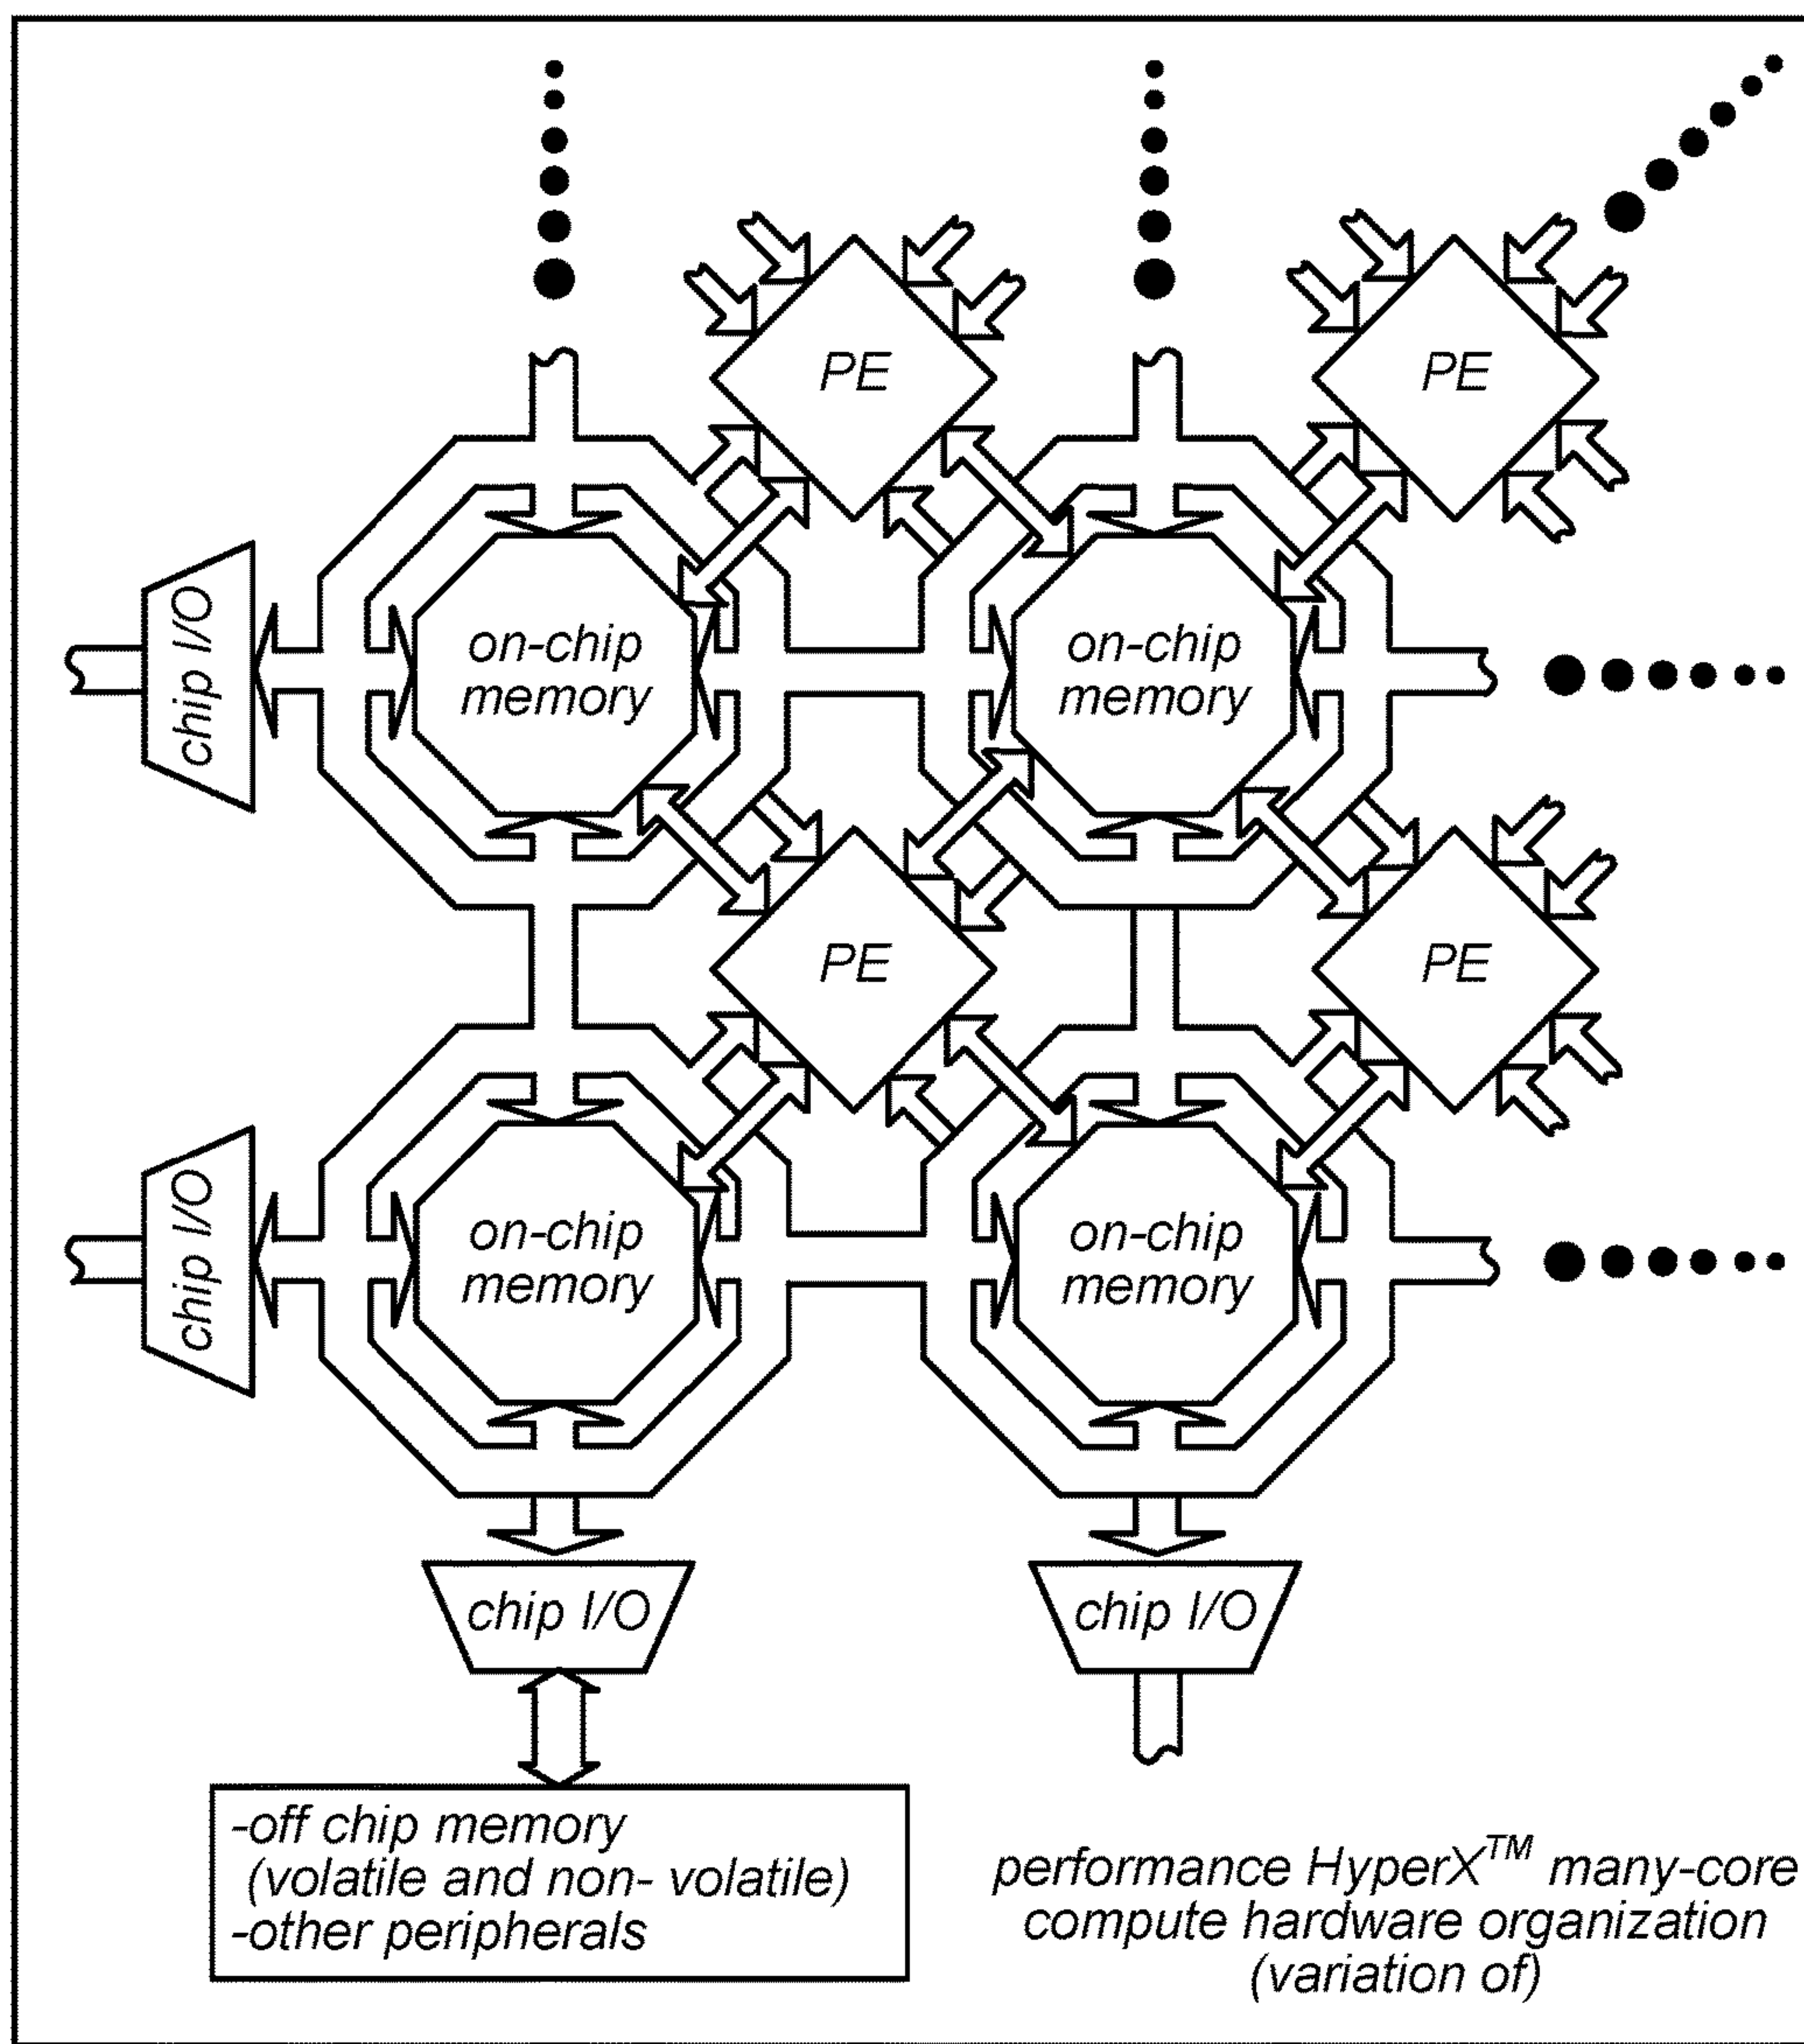 PE
PE
chip I/O
on-chip
memory
on-chip
memory
PE
PE
chip I/O
on-chip
memory
on-chip
memory
chip I/O
chip I/O
-off chip memory
(volatile and non- volatile)
-other peripherals
performance HyperX™ many-core
compute hardware organization
(variation of)